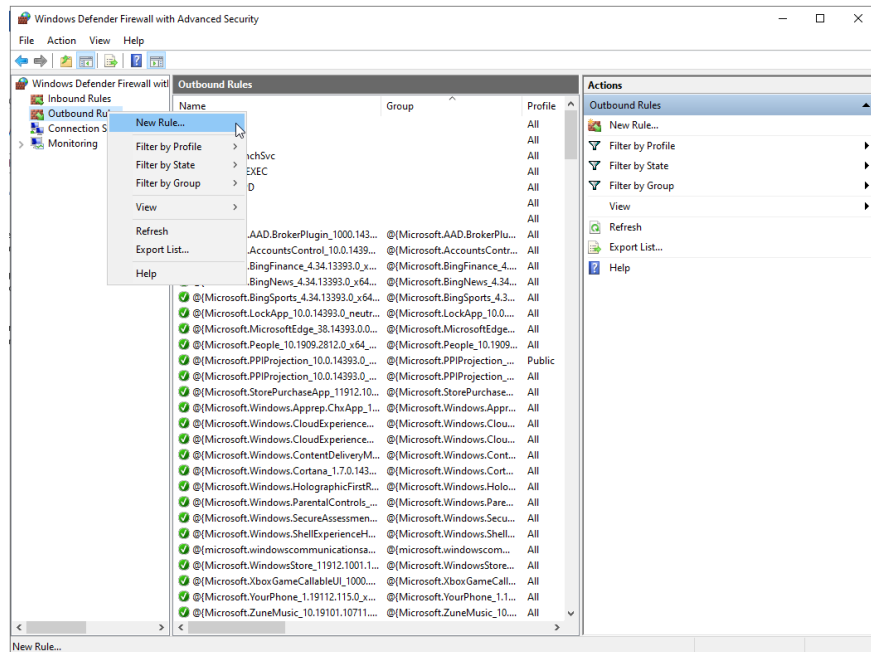 Windows Defender Firewall with Advanced Security
File Action View Help
Windows Defender Firewall witl
Inbound Rules
Outbound Ru
Connection S
Monitoring
New Rule...
Filter by Profile
Filter by State
Filter by Group
View
Refresh
Export List...
Help
Outbound Rules
Name Group Profile
All
All
nchSvc All
EXEC All
D All
All
All
.AAD.BrokerPlugin_1000.143... @{Microsoft.AAD.BrokerPlu... All
.AccountsControl_10.0.1439... @{Microsoft.AccountsContr... All
.BingFinance_4.34.13393.0_x... @{Microsoft.BingFinance_4.... All
.BingNews_4.34.13393.0_x64... @{Microsoft.BingNews_4.34... All
@{Microsoft.BingSports_4.34.13393.0_x64... @{Microsoft.BingSports_4.3... All
@{Microsoft.LockApp_10.0.14393.0_neutr... @{Microsoft.LockApp_10.0.... All
@{Microsoft.MicrosoftEdge_38.14393.0.0... @{Microsoft.MicrosoftEdge... All
@{Microsoft.People_10.1909.2812.0_x64_... @{Microsoft.People_10.1909... All
@{Microsoft.PPIProjection_10.0.14393.0_... @{Microsoft.PPIProjection_... Public
@{Microsoft.PPIProjection_10.0.14393.0_... @{Microsoft.PPIProjection_... All
@{Microsoft.StorePurchaseApp_11912.10... @{Microsoft.StorePurchase... All
@{Microsoft.Windows.Apprep.ChxApp_1... @{Microsoft.Windows.Appr... All
@{Microsoft.Windows.CloudExperience... @{Microsoft.Windows.Clou... All
@{Microsoft.Windows.CloudExperience... @{Microsoft.Windows.Clou... All
@{Microsoft.Windows.ContentDeliveryM... @{Microsoft.Windows.Cont... All
@{Microsoft.Windows.Cortana_1.7.0.143... @{Microsoft.Windows.Cort... All
@{Microsoft.Windows.HolographicFirstR... @{Microsoft.Windows.Holo... All
@{Microsoft.Windows.ParentalControls_... @{Microsoft.Windows.Pare... All
@{Microsoft.Windows.SecureAssessmen... @{Microsoft.Windows.Secu... All
@{Microsoft.Windows.ShellExperienceH... @{Microsoft.Windows.Shell... All
@{microsoft.windowscommunicationsa... @{microsoft.windowscom... All
@{Microsoft.WindowsStore_11912.1001.1... @{Microsoft.WindowsStore... All
@{Microsoft.XboxGameCallableUI_1000.... @{Microsoft.XboxGameCall... All
@{Microsoft.YourPhone_1.19112.115.0_x... @{Microsoft.YourPhone_1.1... All
@{Microsoft.ZuneMusic_10.19101.10711.... @{Microsoft.ZuneMusic_10.... All
Actions
Outbound Rules
New Rule...
Filter by Profile
Filter by State
Filter by Group
View
Refresh
Export List...
Help
New Rule...